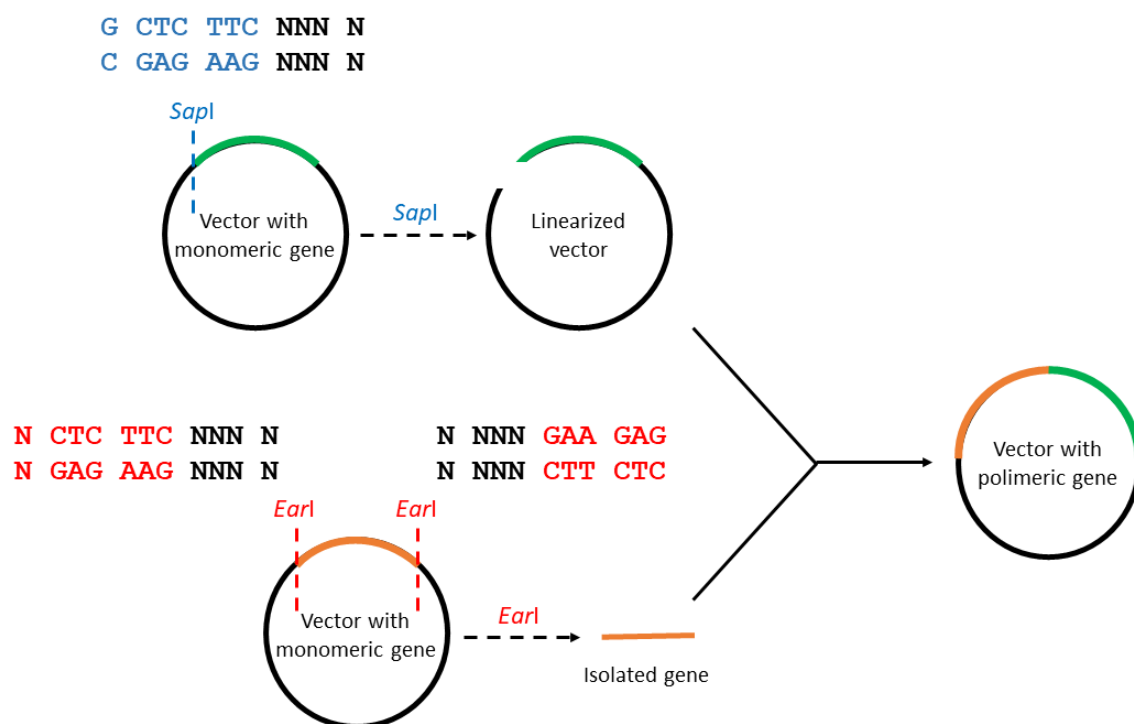 G CTC TTC NNN N
C GAG AAG NNN N
SapI
Vector with
monomeric gene
SapI
Linearized
vector
N CTC TTC NNN N
N GAG AAG NNN N
N NNN GAA GAG
N NNN CTT CTC
EarI
EarI
Vector with
monomeric gene
EarI
Isolated gene
Vector with
polimeric gene